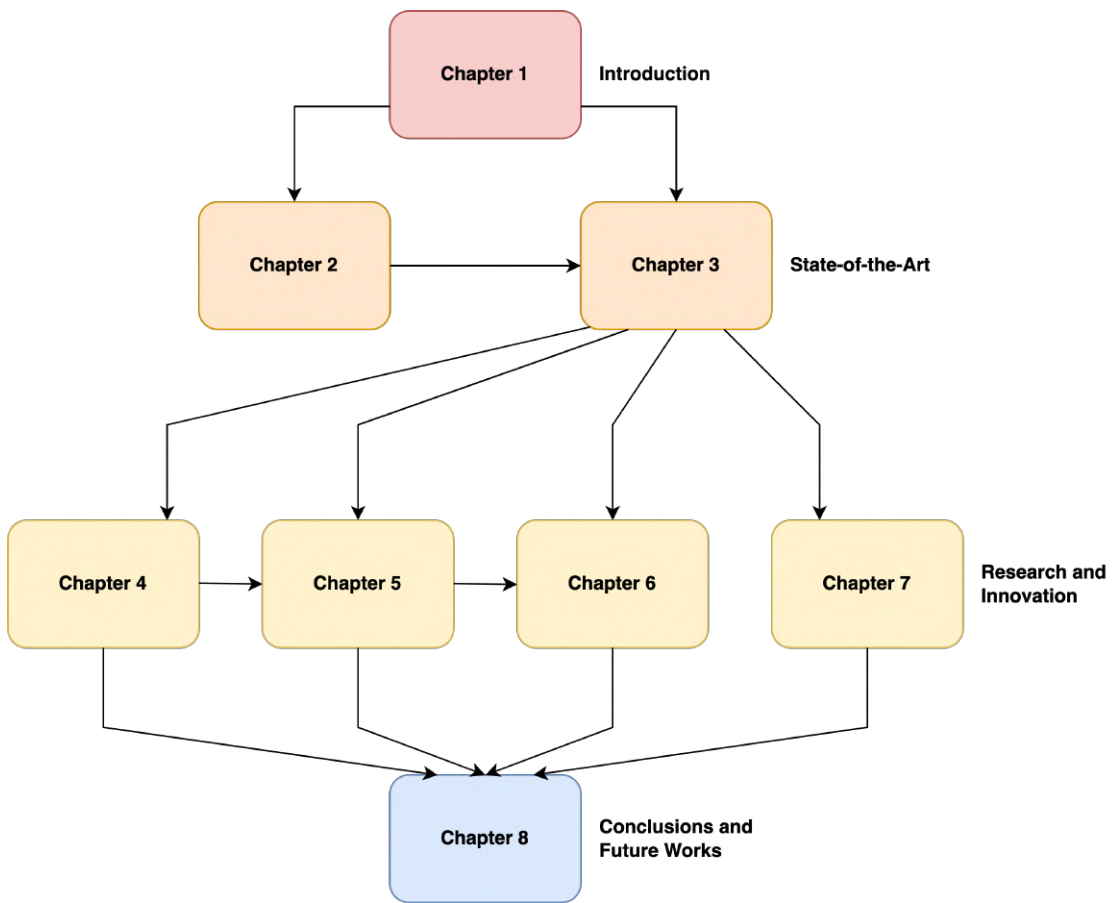 Chapter 1
Introduction
Chapter 2
Chapter 3
State-of-the-Art
Chapter 4
Chapter 5
Chapter 6
Chapter 7
Research and
Innovation
Chapter 8
Conclusions and
Future Works